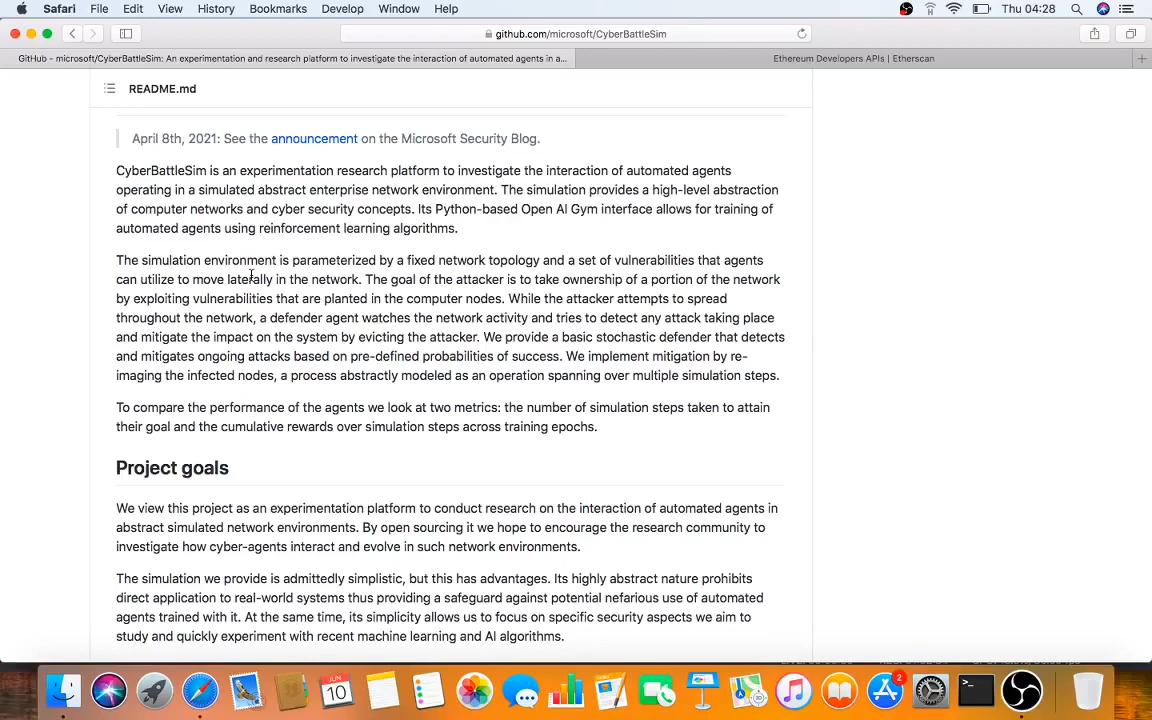 Safari File Edit View History Bookmarks Develop Window Help Thu 04:28
github.com/microsoft/CyberBattleSim
GitHub - microsoft/CyberBattleSim: An experimentation and research platform to investigate the interaction of automated agents in a... Ethereum Developers APIs | Etherscan
README.md
April 8th, 2021: See the announcement on the Microsoft Security Blog.
CyberBattleSim is an experimentation research platform to investigate the interaction of automated agents
operating in a simulated abstract enterprise network environment. The simulation provides a high-level abstraction
of computer networks and cyber security concepts. Its Python-based Open AI Gym interface allows for training of
automated agents using reinforcement learning algorithms.
The simulation environment is parameterized by a fixed network topology and a set of vulnerabilities that agents
can utilize to move laterally in the network. The goal of the attacker is to take ownership of a portion of the network
by exploiting vulnerabilities that are planted in the computer nodes. While the attacker attempts to spread
throughout the network, a defender agent watches the network activity and tries to detect any attack taking place
and mitigate the impact on the system by evicting the attacker. We provide a basic stochastic defender that detects
and mitigates ongoing attacks based on pre-defined probabilities of success. We implement mitigation by re-
imaging the infected nodes, a process abstractly modeled as an operation spanning over multiple simulation steps.
To compare the performance of the agents we look at two metrics: the number of simulation steps taken to attain
their goal and the cumulative rewards over simulation steps across training epochs.
Project goals
We view this project as an experimentation platform to conduct research on the interaction of automated agents in
abstract simulated network environments. By open sourcing it we hope to encourage the research community to
investigate how cyber-agents interact and evolve in such network environments.
The simulation we provide is admittedly simplistic, but this has advantages. Its highly abstract nature prohibits
direct application to real-world systems thus providing a safeguard against potential nefarious use of automated
agents trained with it. At the same time, its simplicity allows us to focus on specific security aspects we aim to
study and quickly experiment with recent machine learning and AI algorithms.
JUN
10
2